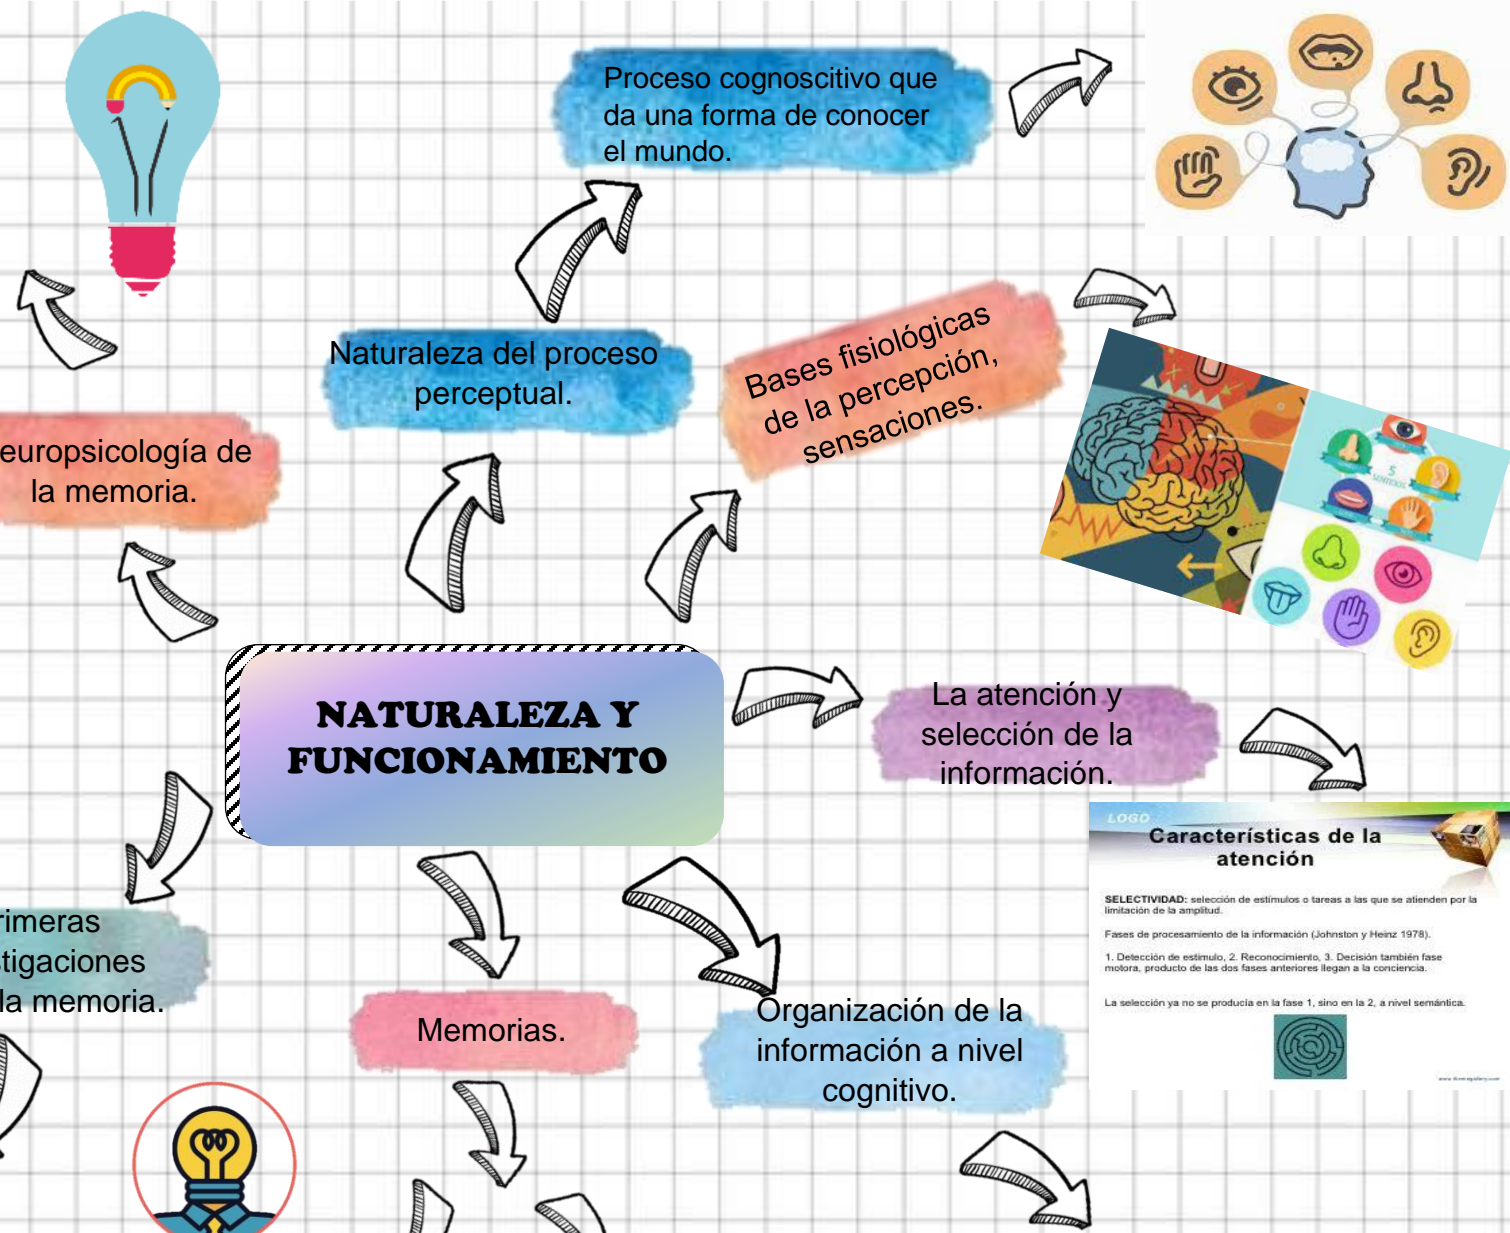 Proceso cognoscitivo que
da una forma de conocer
el mundo.
Naturaleza del proceso
perceptual.
Bases fisiológicas
de la percepción,
sensaciones.
europsicología de
la memoria.
5
SENTIDOS
NATURALEZA Y
FUNCIONAMIENTO
La atención y
selección de la
información.
LOGO
Características de la
atención
SELECTIVIDAD: selección de estímulos o tareas a las que se atienden por la
limitación de la amplitud.
Fases de procesamiento de la información (Johnston y Heinz 1978).
1. Detección de estimulo, 2. Reconocimiento, 3. Decisión también fase
motora, producto de las dos fases anteriores llegan a la conciencia.
La selección ya no se producía en la fase 1, sino en la 2, a nivel semántica.
rimeras
stigaciones
la memoria.
Memorias.
Organización de la
información a nivel
cognitivo.